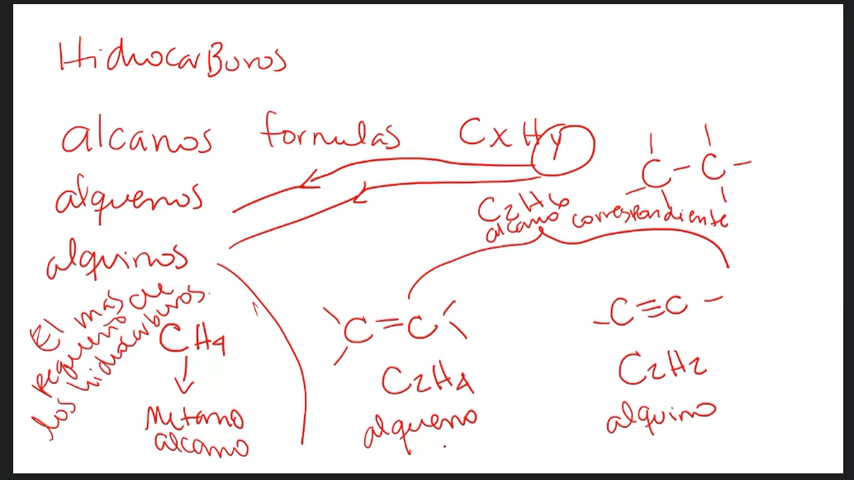 HidrocarBuros
alcanos formulas CxHy
alquenos
alquinos
C-C
C2H6
alcano correspondiente
El más
pequeño de
los hidrocarburos.
CH4
Metano
alcano
C=C
C2H4
alqueno
-C≡C-
C2H2
alquino